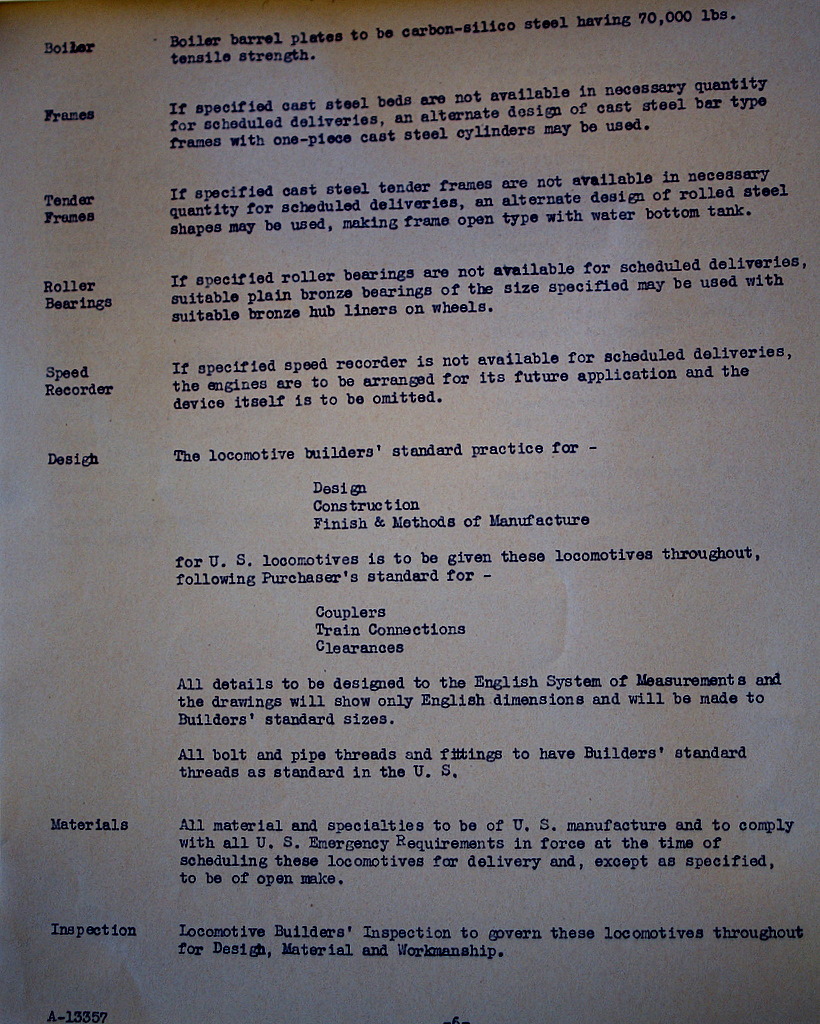 Boiler Boiler barrel plates to be carbon-silico steel having 70,000 lbs.
tensile strength.
Frames If specified cast steel beds are not available in necessary quantity
for scheduled deliveries, an alternate design of cast steel bar type
frames with one-piece cast steel cylinders may be used.
Tender If specified cast steel tender frames are not available in necessary
Frames quantity for scheduled deliveries, an alternate design of rolled steel
shapes may be used, making frame open type with water bottom tank.
Roller If specified roller bearings are not available for scheduled deliveries,
Bearings suitable plain bronze bearings of the size specified may be used with
suitable bronze hub liners on wheels.
Speed If specified speed recorder is not available for scheduled deliveries,
Recorder the engines are to be arranged for its future application and the
device itself is to be omitted.
Design The locomotive builders' standard practice for -
Design
Construction
Finish & Methods of Manufacture
for U. S. locomotives is to be given these locomotives throughout,
following Purchaser's standard for -
Couplers
Train Connections
Clearances
All details to be designed to the English System of Measurements and
the drawings will show only English dimensions and will be made to
Builders' standard sizes.
All bolt and pipe threads and fittings to have Builders' standard
threads as standard in the U. S.
Materials All material and specialties to be of U. S. manufacture and to comply
with all U. S. Emergency Requirements in force at the time of
scheduling these locomotives for delivery and, except as specified,
to be of open make.
Inspection Locomotive Builders' Inspection to govern these locomotives throughout
for Design, Material and Workmanship.
A-13357 -6-